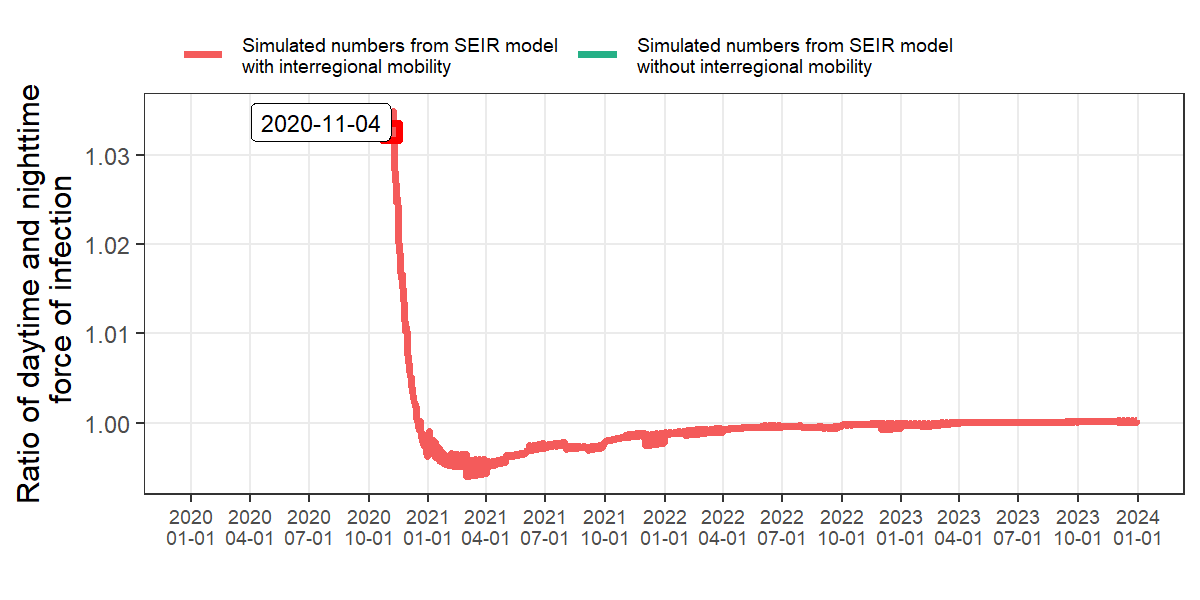 Simulated numbers from SEIR model
with interregional mobility
Simulated numbers from SEIR model
without interregional mobility
Ratio of daytime and nighttime
force of infection
2020-11-04
1.03
1.02
1.01
1.00
2020 2020 2020 2020 2021 2021 2021 2021 2022 2022 2022 2022 2023 2023 2023 2023 2024
01-01 04-01 07-01 10-01 01-01 04-01 07-01 10-01 01-01 04-01 07-01 10-01 01-01 04-01 07-01 10-01 01-01